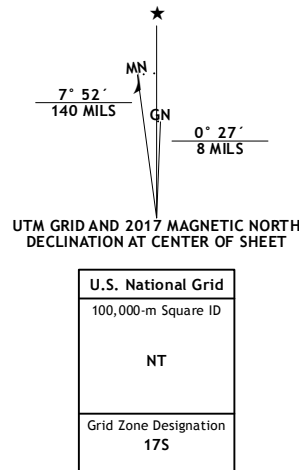 ★
MN
GN
7° 52´
140 MILS
0° 27´
8 MILS
UTM GRID AND 2017 MAGNETIC NORTH
DECLINATION AT CENTER OF SHEET
U.S. National Grid
100,000-m Square ID
NT
Grid Zone Designation
17S